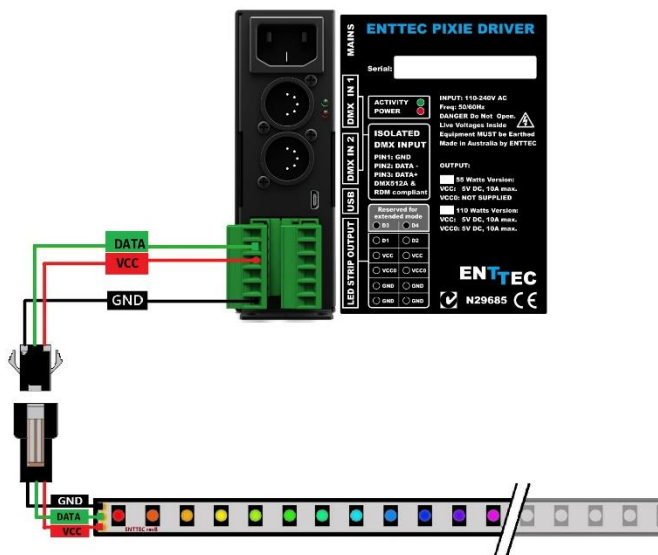 ENTTEC PIXIE DRIVER
MAINS
Serial:
DMX IN 1
ACTIVITY
POWER
INPUT: 110-240V AC
Freq: 50/60Hz
DANGER Do Not Open.
Live Voltages Inside
Equipment MUST be Earthed
Made in Australia by ENTTEC
DMX IN 2
ISOLATED
DMX INPUT
PIN1: GND
PIN2: DATA -
PIN3: DATA+
DMX512A &
RDM compliant
OUTPUT:
55 Watts Version:
VCC: 5V DC, 10A max.
VCC0: NOT SUPPLIED
110 Watts Version:
VCC: 5V DC, 10A max.
VCC0: 5V DC, 10A max.
USB
LED STRIP OUTPUT
Reserved for
extended mode
D3 D4
D1 D2
VCC VCC
VCC0 VCC0
GND GND
GND GND
ENTTEC
N29685 CE
DATA
VCC
GND
GND
DATA
VCC
ENTTEC revB